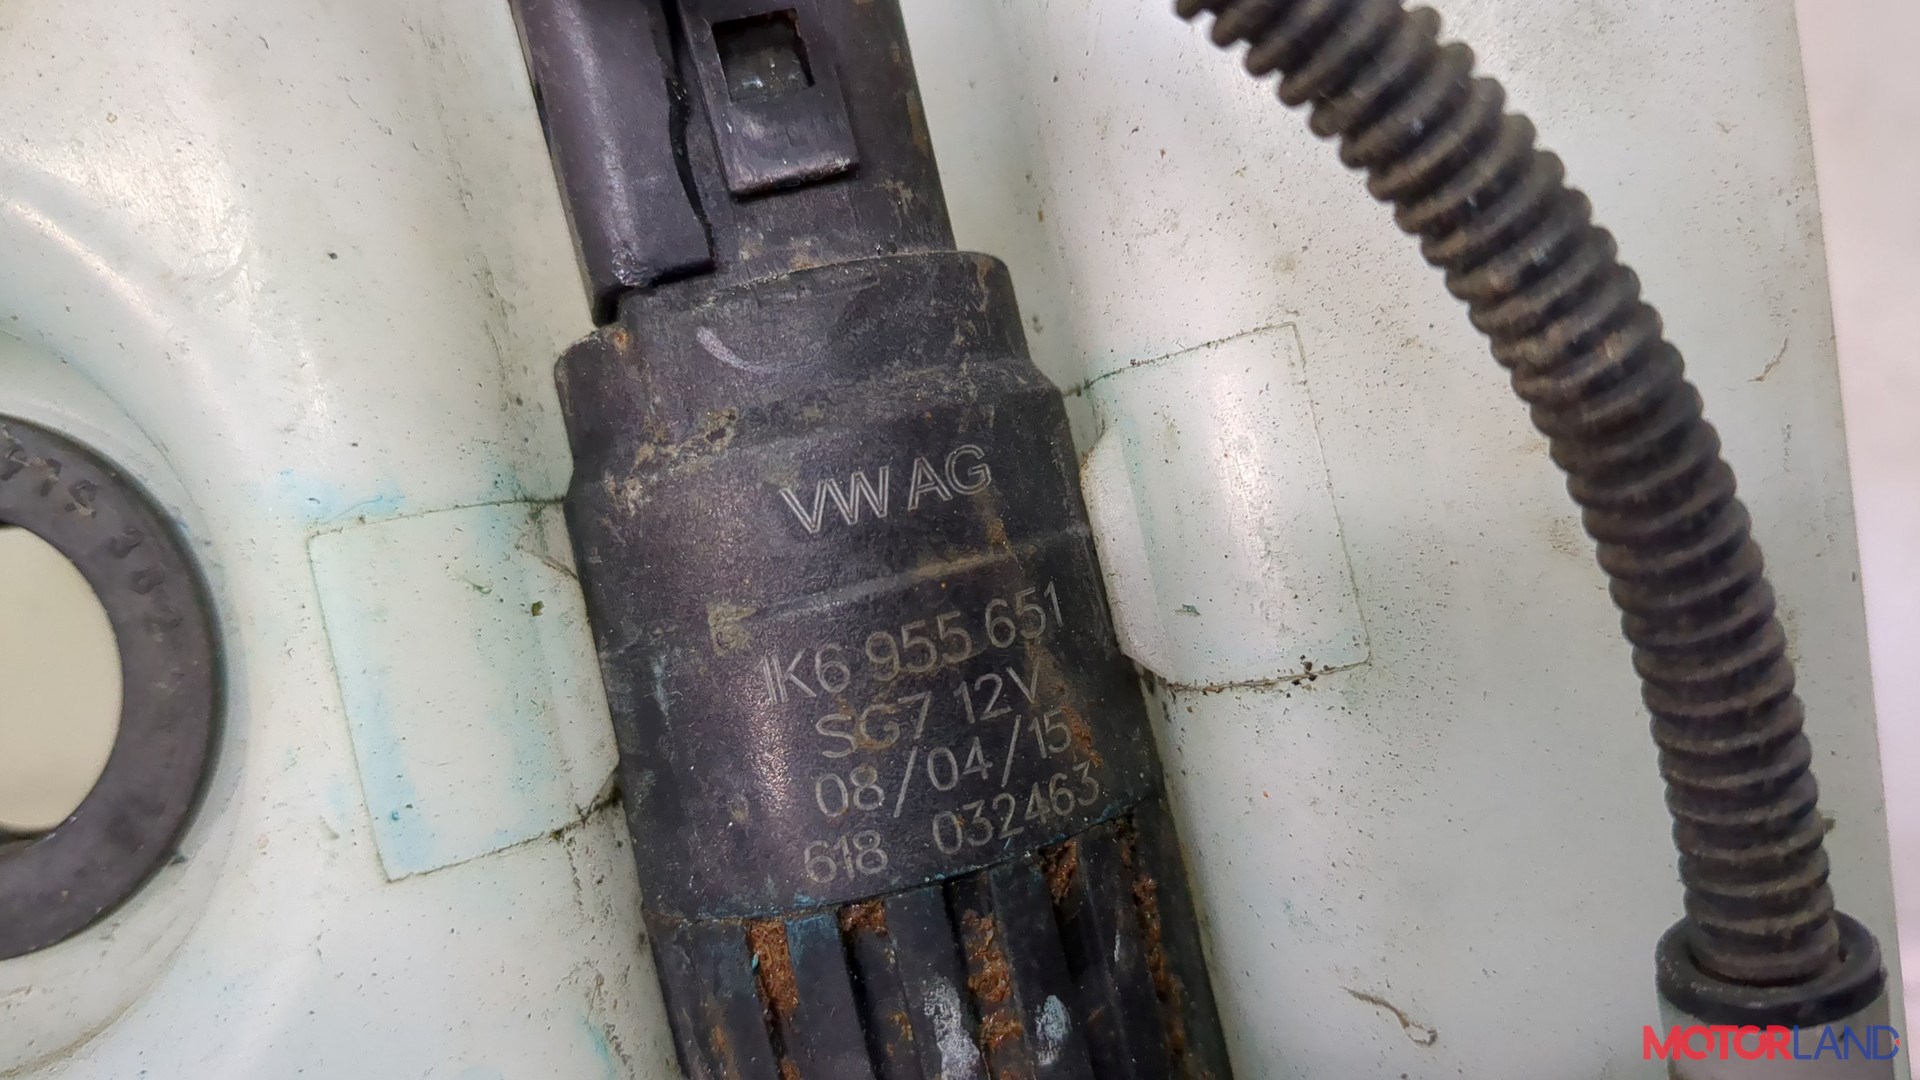 VW AG
1K6 955 651
SG7 12V
08/04/15
618 032463
MOTORLAND